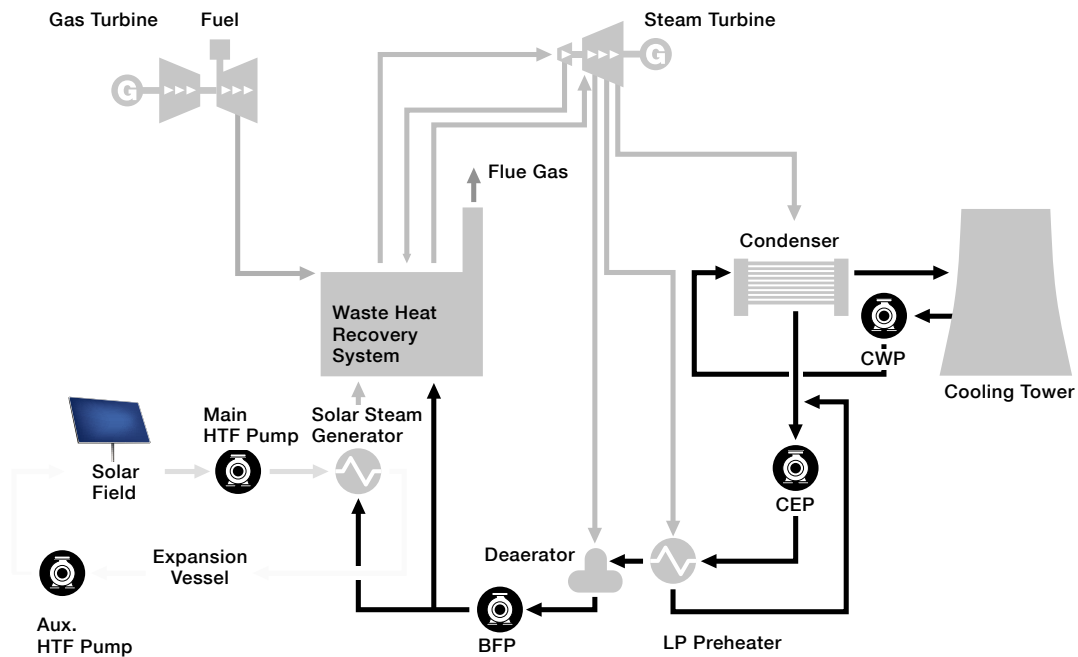 Gas Turbine
Fuel
Steam Turbine
G
G
Flue Gas
Condenser
Waste Heat
Recovery
System
CWP
Cooling Tower
Main
HTF Pump
Solar Steam
Generator
Solar
Field
CEP
Expansion
Vessel
Deaerator
Aux.
HTF Pump
BFP
LP Preheater